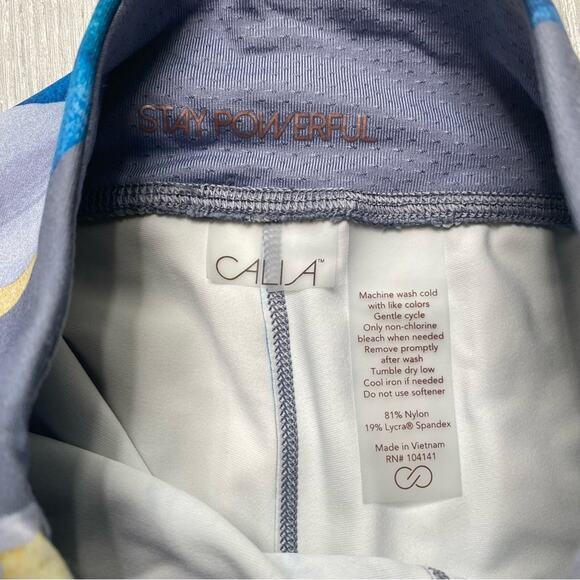 STAY POWERFUL
CALIA™
Machine wash cold
with like colors
Gentle cycle
Only non-chlorine
bleach when needed
Remove promptly
after wash
Tumble dry low
Cool iron if needed
Do not use softener
81% Nylon
19% Lycra® Spandex
Made in Vietnam
RN# 104141